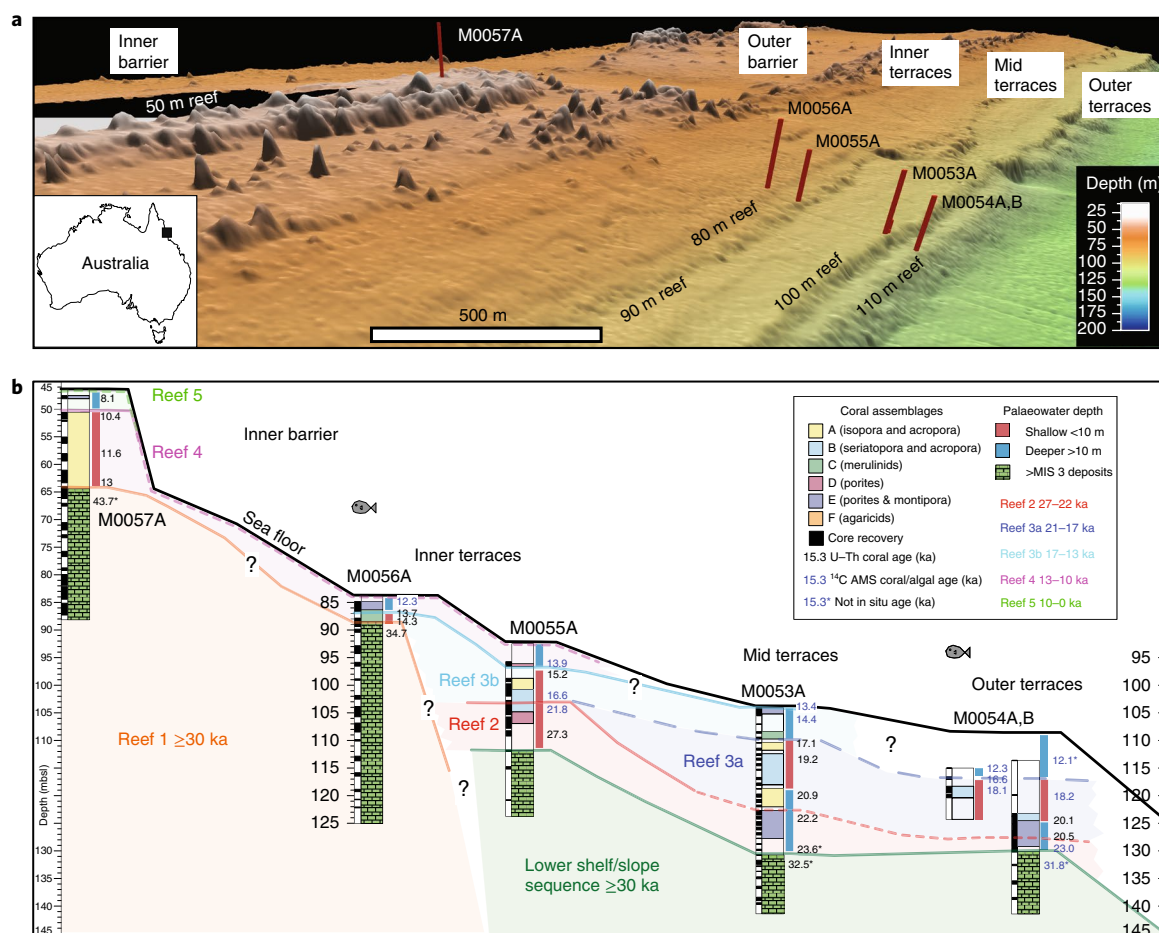 a
Inner
barrier
M0057A
50 m reef
Outer
barrier
Inner
terraces
Mid
terraces
Outer
terraces
M0056A
M0055A
M0053A
M0054A,B
80 m reef
90 m reef
100 m reef
110 m reef
500 m
Australia
Depth (m)
25
50
75
100
125
150
175
200
b
45
50
55
60
65
70
75
80
85
90
95
100
105
110
115
120
125
130
135
140
145
Depth (mbsl)
8.1
10.4
11.6
13
43.7*
M0057A
Reef 5
Reef 4
Inner barrier
Sea floor
?
Inner terraces
M0056A
85
90
95
100
105
110
115
120
125
12.3
13.7
14.3
34.7
M0055A
13.9
15.2
16.6
21.8
27.3
Reef 3b
Reef 2
?
?
?
Reef 1 ≥30 ka
Lower shelf/slope
sequence ≥30 ka
Reef 3a
Mid terraces
M0053A
13.4
14.4
17.1
19.2
20.9
22.2
23.6*
32.5*
?
Outer terraces
M0054A,B
12.3
16.6
18.1
12.1*
18.2
20.1
20.5
23.0
31.8*
95
100
105
110
115
120
125
130
135
140
145
Coral assemblages
A (isopora and acropora)
B (seriatopora and acropora)
C (merulinids)
D (porites)
E (porites & montipora)
F (agaricids)
Core recovery
15.3 U–Th coral age (ka)
15.3 ¹⁴C AMS coral/algal age (ka)
15.3* Not in situ age (ka)
Palaeowater depth
Shallow <10 m
Deeper >10 m
>MIS 3 deposits
Reef 2 27–22 ka
Reef 3a 21–17 ka
Reef 3b 17–13 ka
Reef 4 13–10 ka
Reef 5 10–0 ka